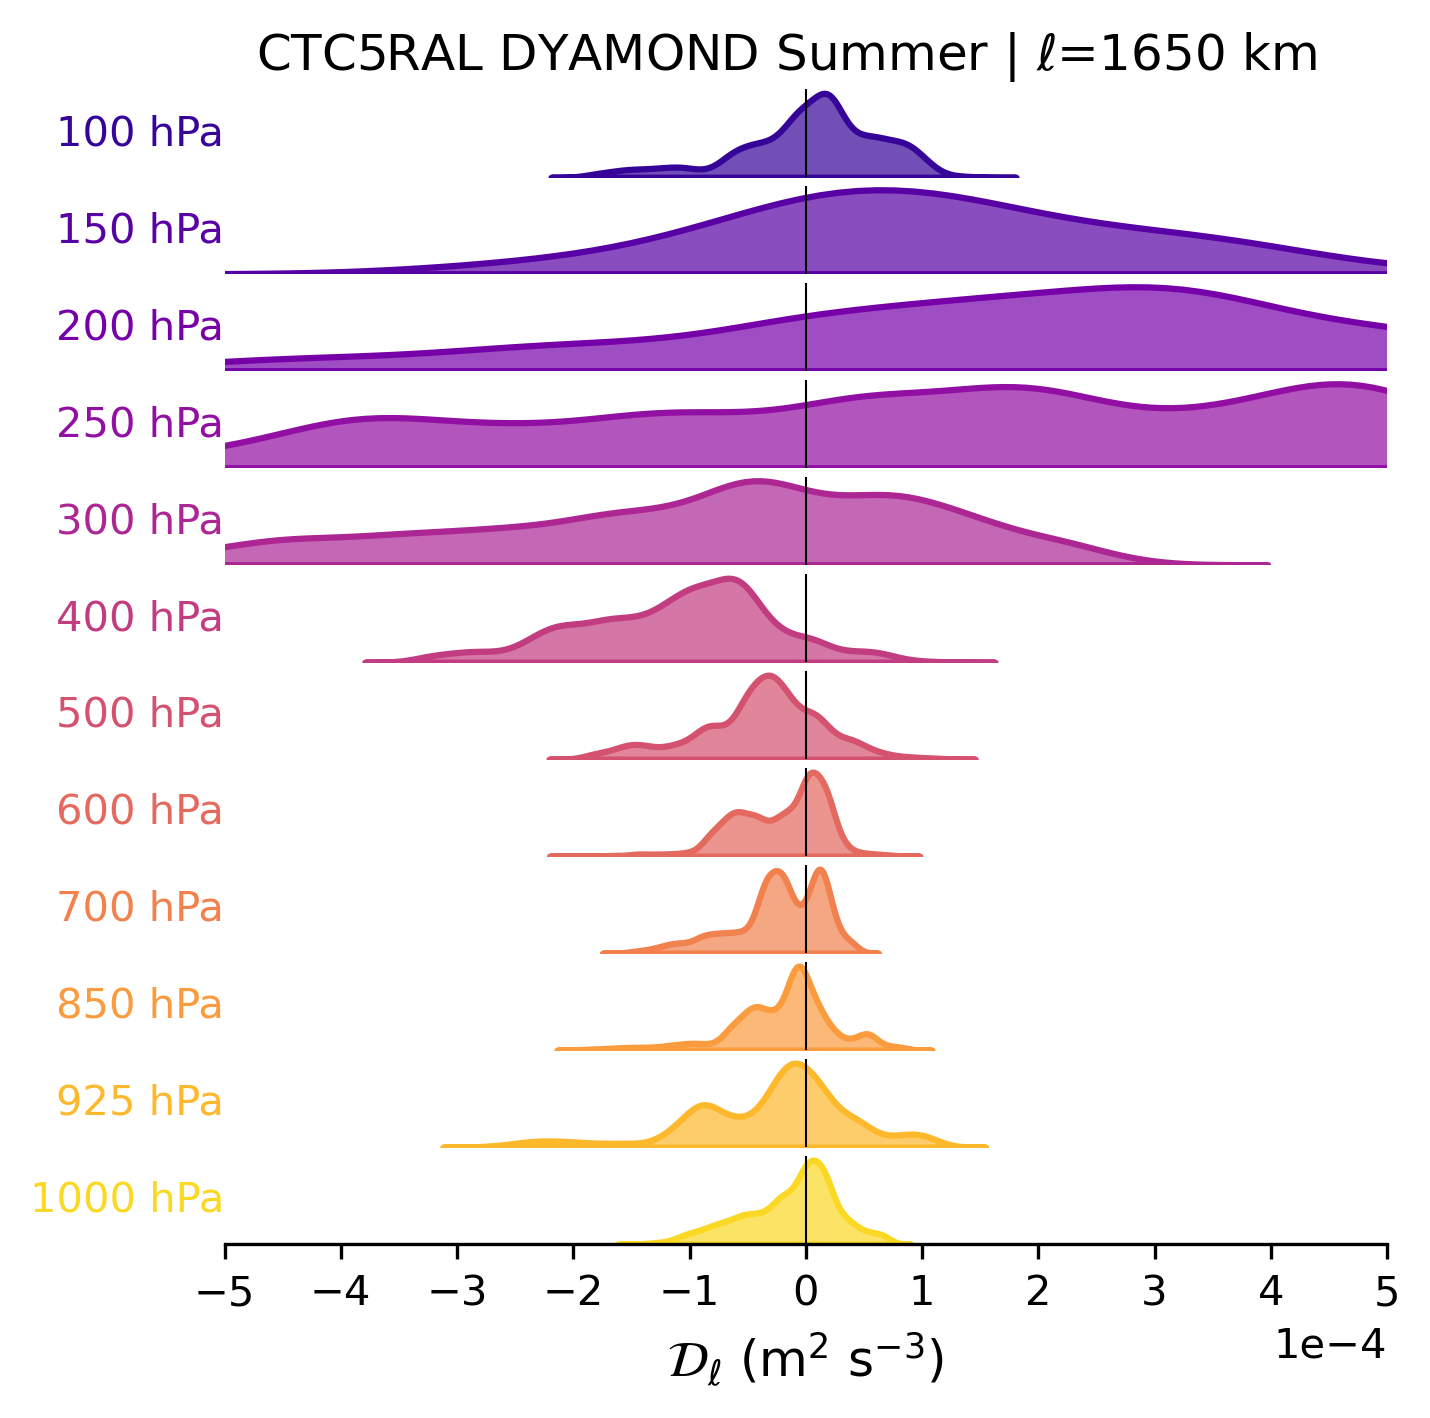 CTC5RAL DYAMOND Summer | ℓ=1650 km
100 hPa
150 hPa
200 hPa
250 hPa
300 hPa
400 hPa
500 hPa
600 hPa
700 hPa
850 hPa
925 hPa
1000 hPa
−5 −4 −3 −2 −1 0 1 2 3 4 5
1e−4
𝒟ℓ (m² s⁻³)